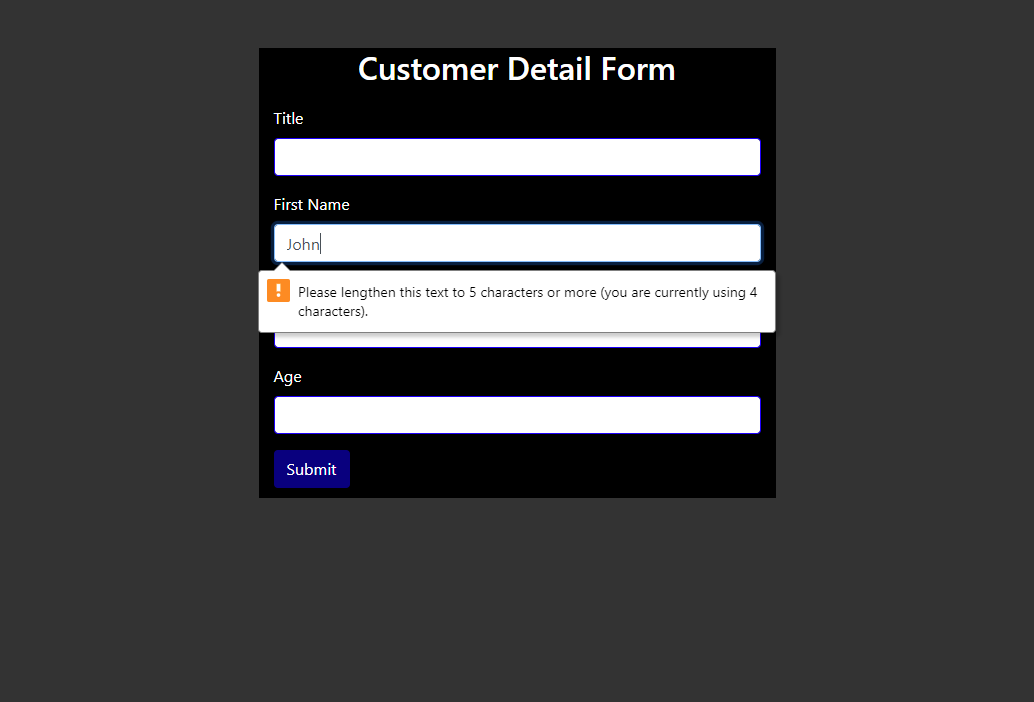 Customer Detail Form
Title
First Name
John
Please lengthen this text to 5 characters or more (you are currently using 4
characters).
Age
Submit